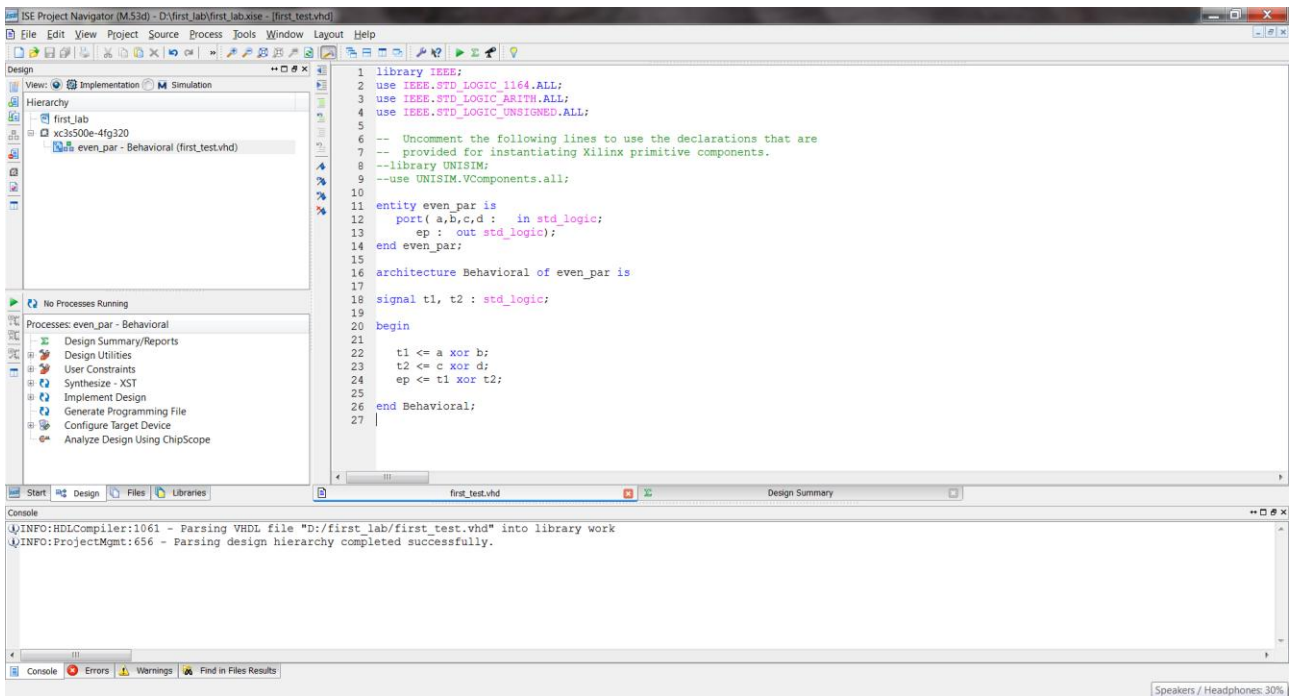 ISE Project Navigator (M.53d) - D:\first_lab\first_lab.xise - [first_test.vhd]
File Edit View Project Source Process Tools Window Layout Help
Design
View: Implementation Simulation
Hierarchy
first_lab
xc3s500e-4fg320
even_par - Behavioral (first_test.vhd)
No Processes Running
Processes: even_par - Behavioral
Design Summary/Reports
Design Utilities
User Constraints
Synthesize - XST
Implement Design
Generate Programming File
Configure Target Device
Analyze Design Using ChipScope
Start Design Files Libraries
1 library IEEE;
2 use IEEE.STD_LOGIC_1164.ALL;
3 use IEEE.STD_LOGIC_ARITH.ALL;
4 use IEEE.STD_LOGIC_UNSIGNED.ALL;
5
6 -- Uncomment the following lines to use the declarations that are
7 -- provided for instantiating Xilinx primitive components.
8 --library UNISIM;
9 --use UNISIM.VComponents.all;
10
11 entity even_par is
12 port( a,b,c,d : in std_logic;
13 ep : out std_logic);
14 end even_par;
15
16 architecture Behavioral of even_par is
17
18 signal t1, t2 : std_logic;
19
20 begin
21
22 t1 <= a xor b;
23 t2 <= c xor d;
24 ep <= t1 xor t2;
25
26 end Behavioral;
27
first_test.vhd Design Summary
Console
INFO:HDLCompiler:1061 - Parsing VHDL file "D:/first_lab/first_test.vhd" into library work
INFO:ProjectMgmt:656 - Parsing design hierarchy completed successfully.
Console Errors Warnings Find in Files Results
Speakers / Headphones: 30%